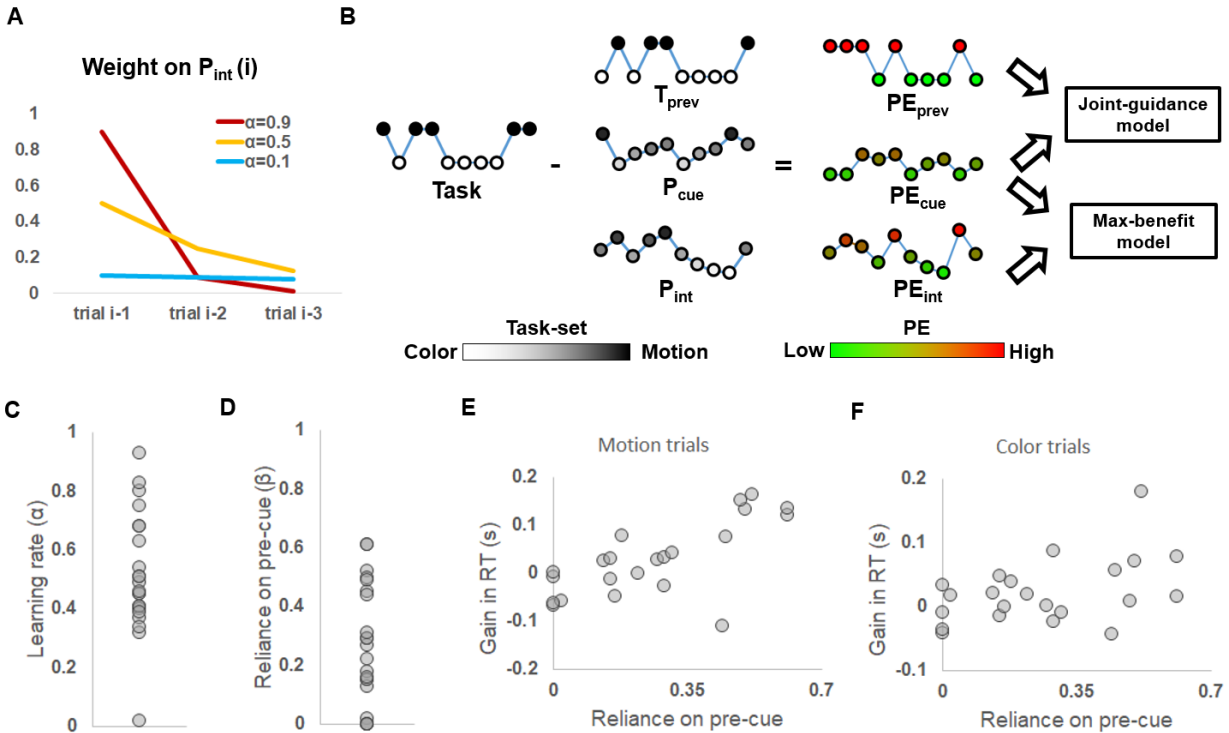 A
Weight on Pint (i)
1
0.8
0.6
0.4
0.2
0
α=0.9
α=0.5
α=0.1
trial i-1 trial i-2 trial i-3
B
Task
-
Tprev
Pcue
Pint
=
PEprev
PEcue
PEint
Joint-guidance
model
Max-benefit
model
Task-set
Color Motion
PE
Low High
C
Learning rate (α)
1
0.8
0.6
0.4
0.2
0
D
Reliance on pre-cue (β)
1
0.8
0.6
0.4
0.2
0
E
Motion trials
Gain in RT (s)
0.2
0.1
0
-0.1
-0.2
0 0.35 0.7
Reliance on pre-cue
F
Color trials
Gain in RT (s)
0.2
0.1
0
-0.1
0 0.35 0.7
Reliance on pre-cue